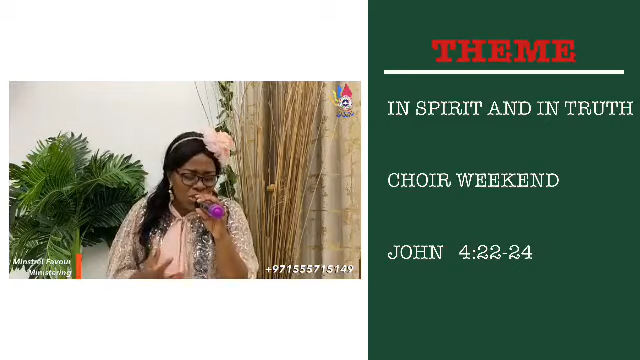 THEME
IN SPIRIT AND IN TRUTH
CHOIR WEEKEND
JOHN 4:22-24
Minstrel Favour
Ministering
+971555715149